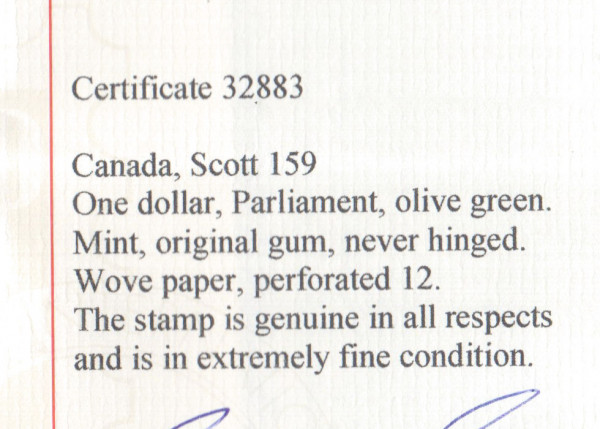 Certificate 32883
Canada, Scott 159
One dollar, Parliament, olive green.
Mint, original gum, never hinged.
Wove paper, perforated 12.
The stamp is genuine in all respects
and is in extremely fine condition.